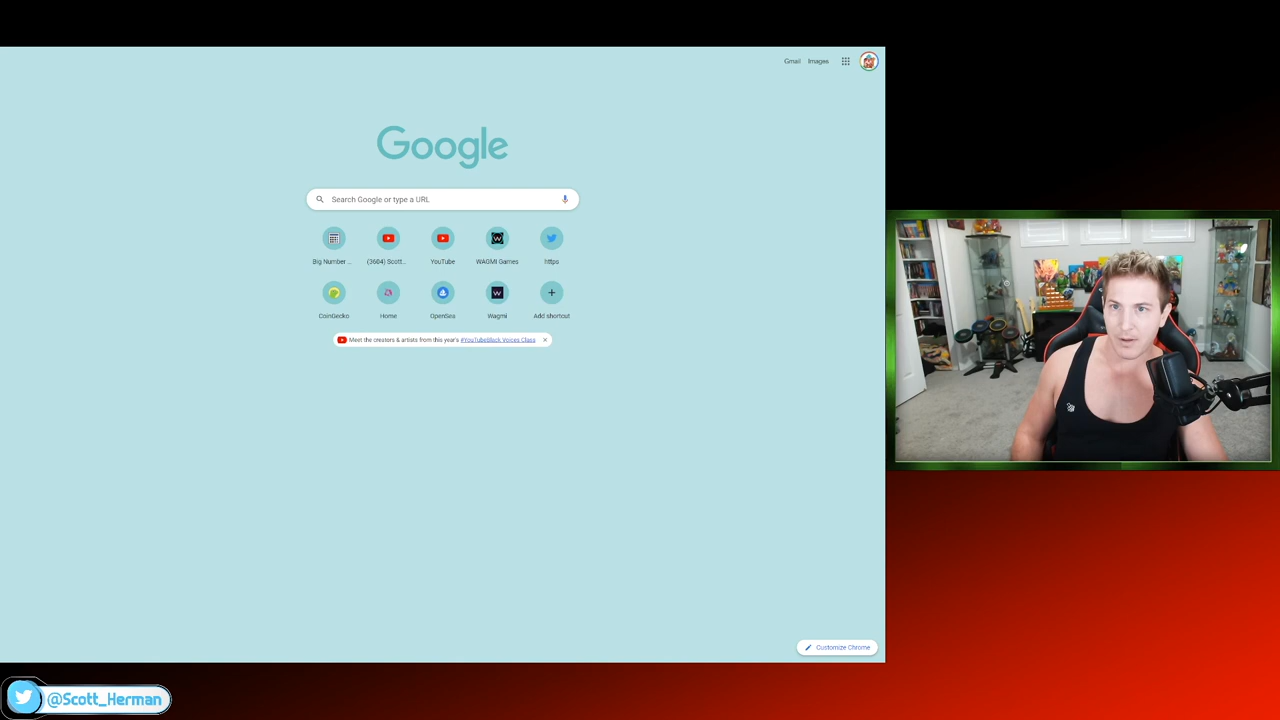 Gmail Images
Google
Search Google or type a URL
Big Number ... (3604) Scott... YouTube WAGMI Games https
CoinGecko Home OpenSea Wagmi Add shortcut
Meet the creators & artists from this year's #YouTubeBlack Voices Class
Customize Chrome
@Scott_Herman